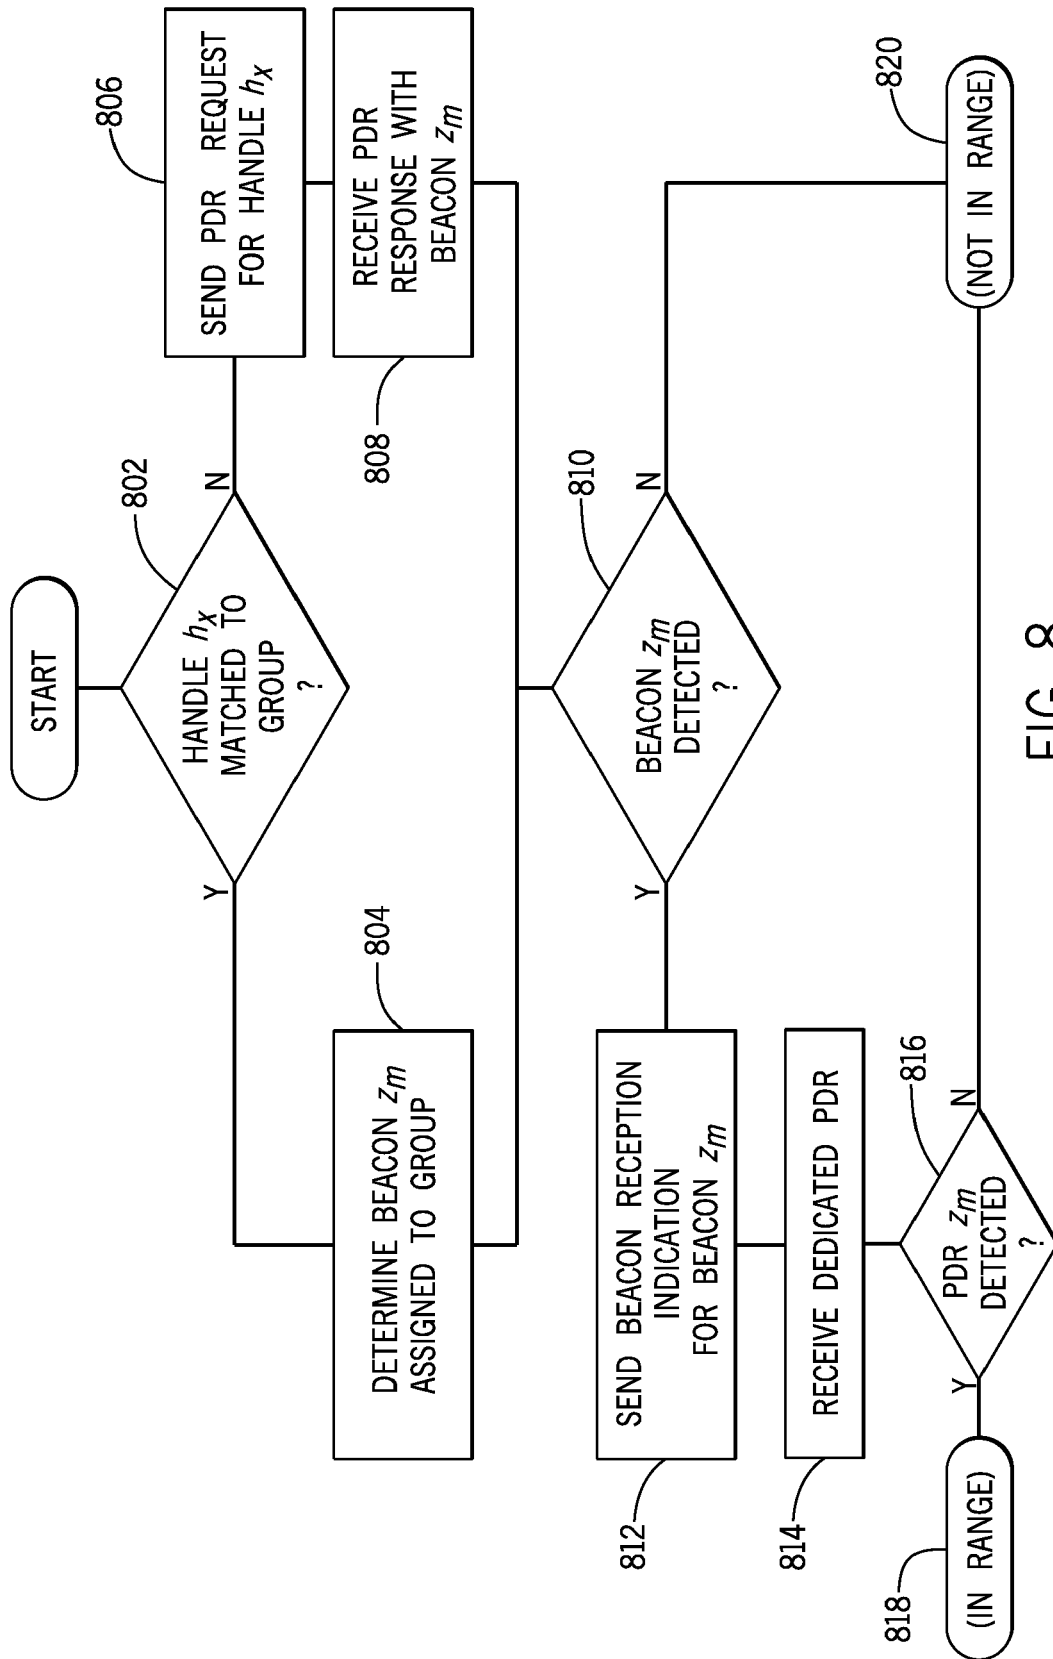 START
802
HANDLE hx
MATCHED TO
GROUP
?
Y
N
806
SEND PDR REQUEST
FOR HANDLE hx
804
DETERMINE BEACON zm
ASSIGNED TO GROUP
808
RECEIVE PDR
RESPONSE WITH
BEACON zm
810
BEACON zm
DETECTED
?
Y
N
812
SEND BEACON RECEPTION
INDICATION
FOR BEACON zm
814
RECEIVE DEDICATED PDR
816
PDR zm
DETECTED
?
Y
N
818
(IN RANGE)
820
(NOT IN RANGE)
FIG. 8